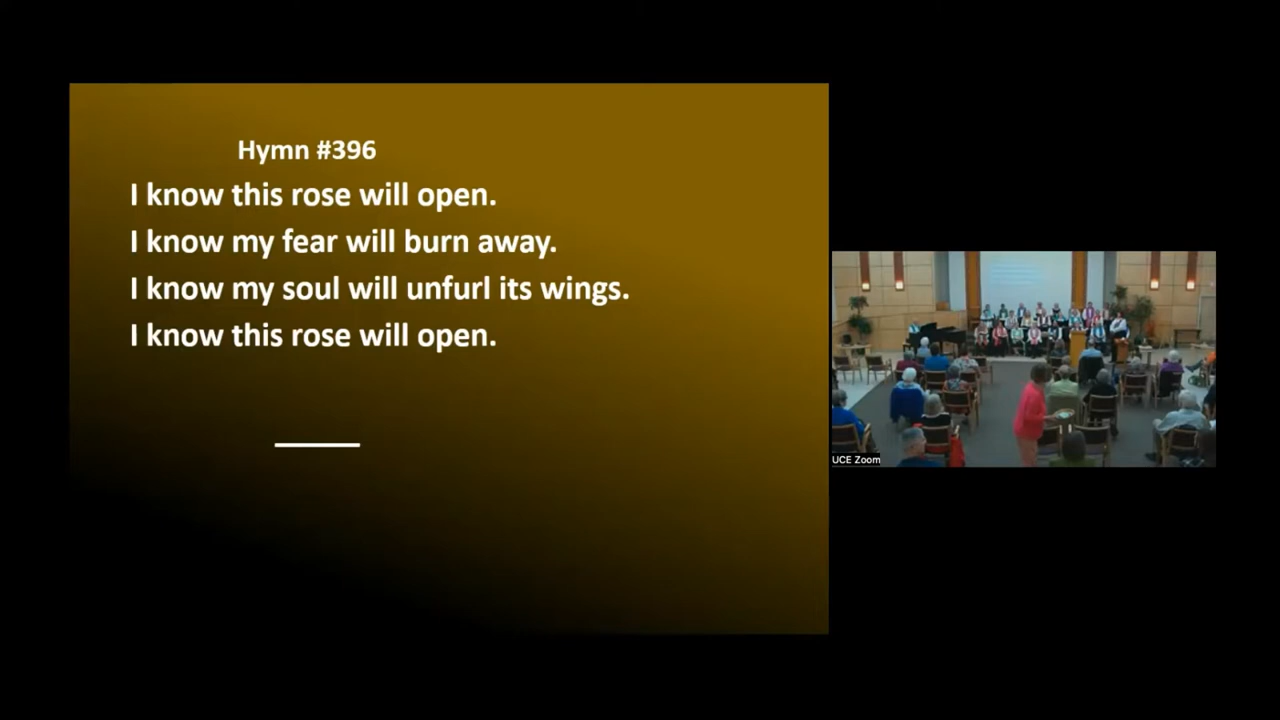 Hymn #396
I know this rose will open.
I know my fear will burn away.
I know my soul will unfurl its wings.
I know this rose will open.
UCE Zoom